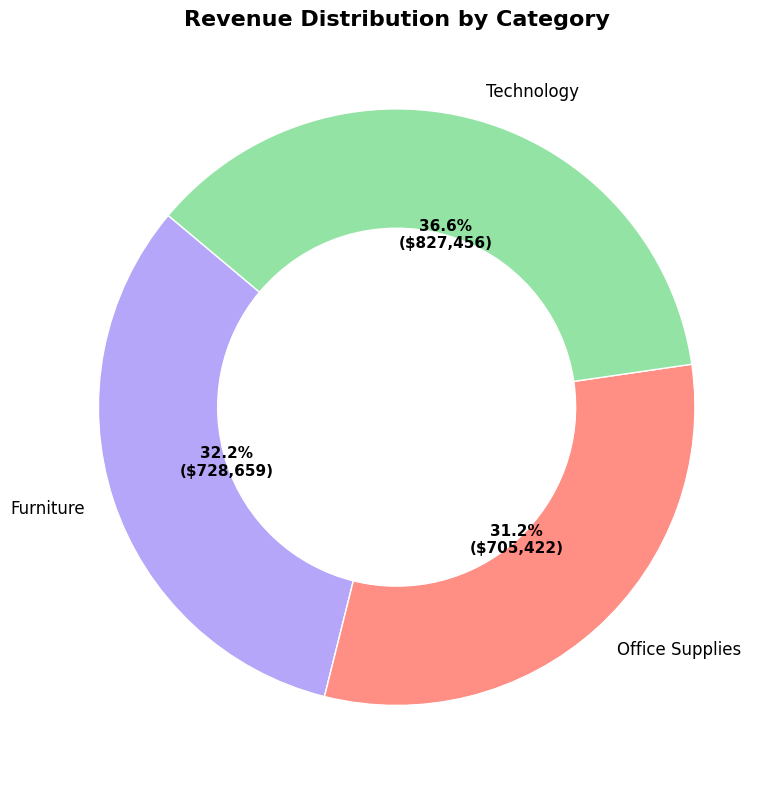 Revenue Distribution by Category
Technology
36.6%
($827,456)
32.2%
($728,659)
Furniture
31.2%
($705,422)
Office Supplies